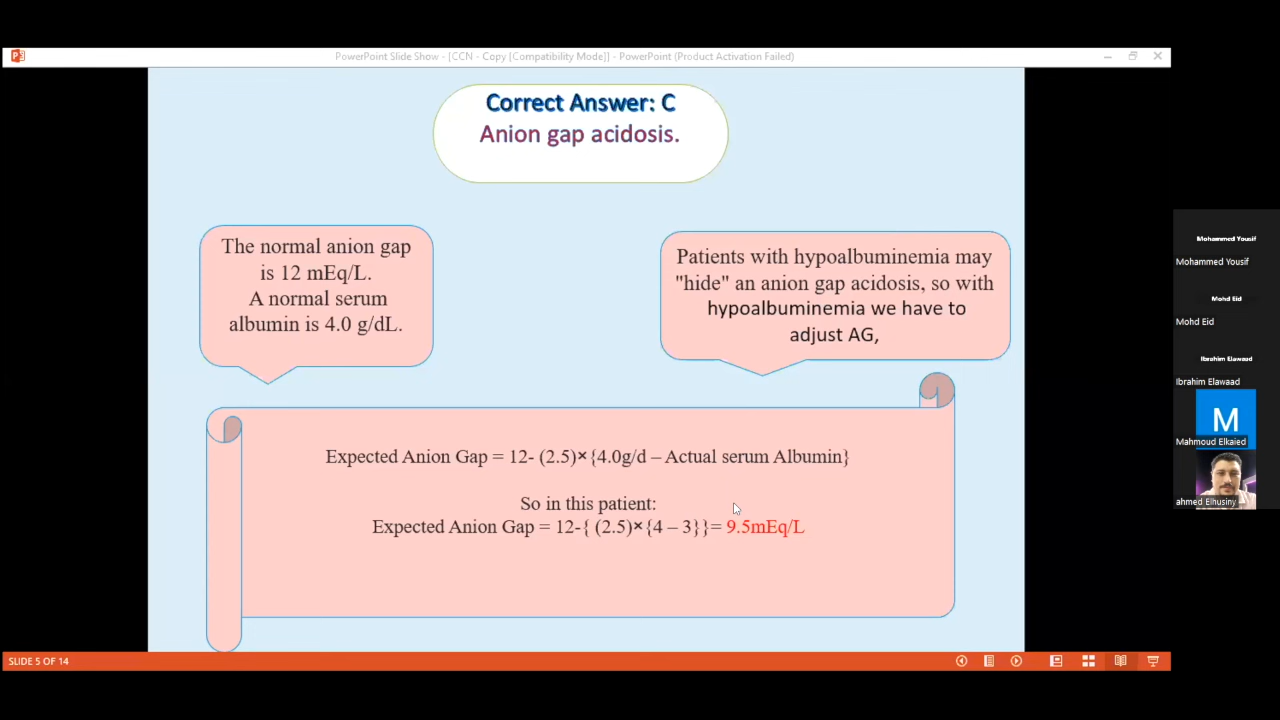 PowerPoint Slide Show - [CCN - Copy [Compatibility Mode]] - PowerPoint (Product Activation Failed)
Correct Answer: C
Anion gap acidosis.
The normal anion gap
is 12 mEq/L.
A normal serum
albumin is 4.0 g/dL.
Patients with hypoalbuminemia may
"hide" an anion gap acidosis, so with
hypoalbuminemia we have to
adjust AG,
Expected Anion Gap = 12- (2.5)×{4.0g/d – Actual serum Albumin}
So in this patient:
Expected Anion Gap = 12-{ (2.5)×{4 – 3}}= 9.5mEq/L
Mohammed Yousif
Mohammed Yousif
Mohd Eid
Mohd Eid
Ibrahim Elawaad
Ibrahim Elawaad
M
Mahmoud Elkaied
ahmed Elhusiny
SLIDE 5 OF 14